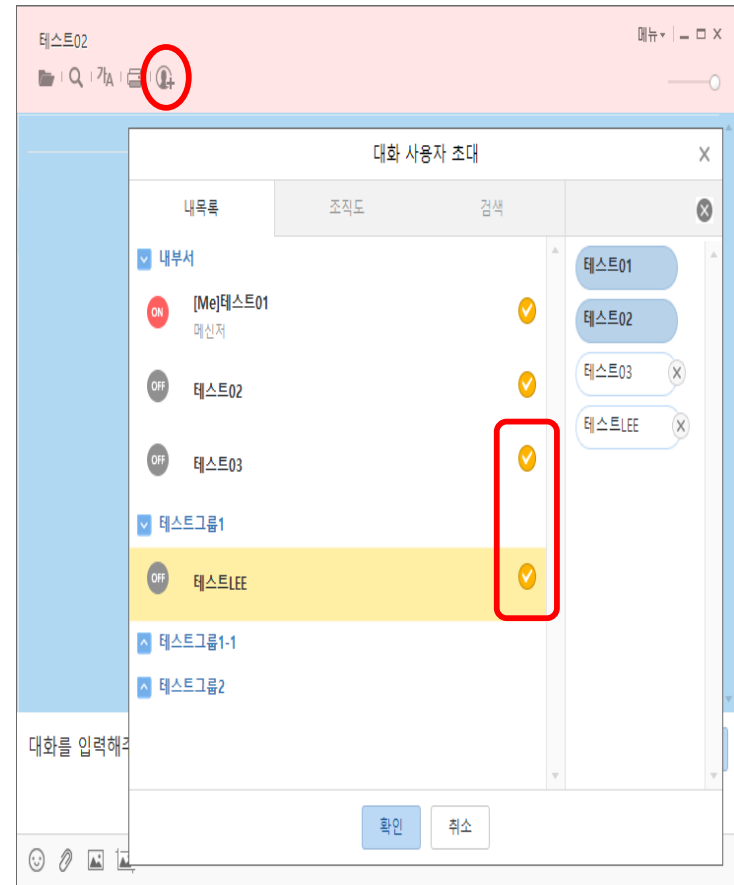 테스트02
메뉴
가A
대화 사용자 초대
내목록
조직도
검색
내부서
ON
[Me]테스트01
메신저
OFF
테스트02
OFF
테스트03
테스트그룹1
OFF
테스트LEE
테스트그룹1-1
테스트그룹2
테스트01
테스트02
테스트03
테스트LEE
대화를 입력해주
확인
취소